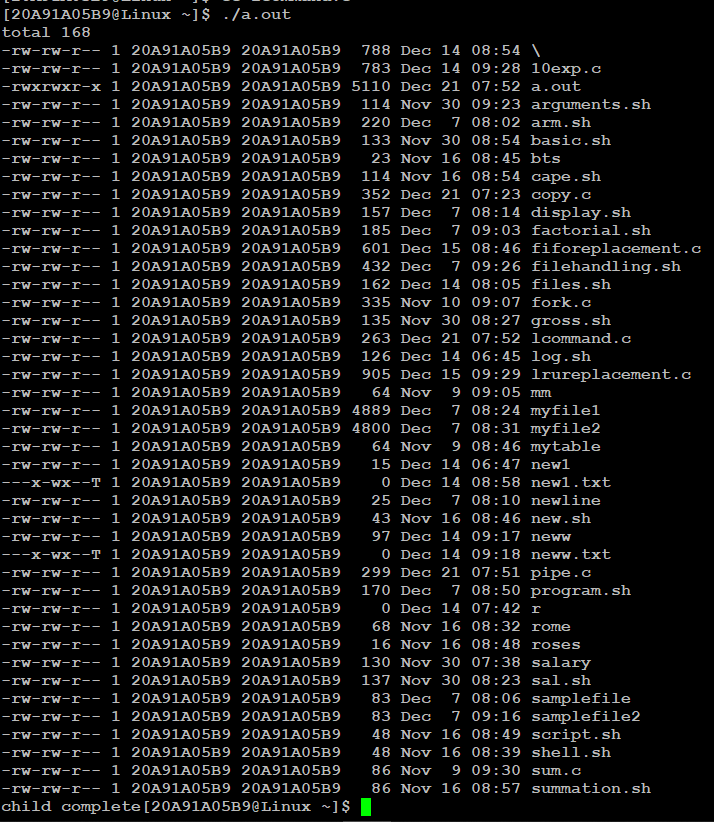 [20A91A05B9@Linux ~]$ ./a.out
total 168
-rw-rw-r-- 1 20A91A05B9 20A91A05B9  788 Dec 14 08:54 \
-rw-rw-r-- 1 20A91A05B9 20A91A05B9  783 Dec 14 09:28 10exp.c
-rwxrwxr-x 1 20A91A05B9 20A91A05B9 5110 Dec 21 07:52 a.out
-rw-rw-r-- 1 20A91A05B9 20A91A05B9  114 Nov 30 09:23 arguments.sh
-rw-rw-r-- 1 20A91A05B9 20A91A05B9  220 Dec  7 08:02 arm.sh
-rw-rw-r-- 1 20A91A05B9 20A91A05B9  133 Nov 30 08:54 basic.sh
-rw-rw-r-- 1 20A91A05B9 20A91A05B9   23 Nov 16 08:45 bts
-rw-rw-r-- 1 20A91A05B9 20A91A05B9  114 Nov 16 08:54 cape.sh
-rw-rw-r-- 1 20A91A05B9 20A91A05B9  352 Dec 21 07:23 copy.c
-rw-rw-r-- 1 20A91A05B9 20A91A05B9  157 Dec  7 08:14 display.sh
-rw-rw-r-- 1 20A91A05B9 20A91A05B9  185 Dec  7 09:03 factorial.sh
-rw-rw-r-- 1 20A91A05B9 20A91A05B9  601 Dec 15 08:46 fiforeplacement.c
-rw-rw-r-- 1 20A91A05B9 20A91A05B9  432 Dec  7 09:26 filehandling.sh
-rw-rw-r-- 1 20A91A05B9 20A91A05B9  162 Dec 14 08:05 files.sh
-rw-rw-r-- 1 20A91A05B9 20A91A05B9  335 Nov 10 09:07 fork.c
-rw-rw-r-- 1 20A91A05B9 20A91A05B9  135 Nov 30 08:27 gross.sh
-rw-rw-r-- 1 20A91A05B9 20A91A05B9  263 Dec 21 07:52 lcommand.c
-rw-rw-r-- 1 20A91A05B9 20A91A05B9  126 Dec 14 06:45 log.sh
-rw-rw-r-- 1 20A91A05B9 20A91A05B9  905 Dec 15 09:29 lrureplacement.c
-rw-rw-r-- 1 20A91A05B9 20A91A05B9   64 Nov  9 09:05 mm
-rw-rw-r-- 1 20A91A05B9 20A91A05B9 4889 Dec  7 08:24 myfile1
-rw-rw-r-- 1 20A91A05B9 20A91A05B9 4800 Dec  7 08:31 myfile2
-rw-rw-r-- 1 20A91A05B9 20A91A05B9   64 Nov  9 08:46 mytable
-rw-rw-r-- 1 20A91A05B9 20A91A05B9   15 Dec 14 06:47 new1
---x-wx--T 1 20A91A05B9 20A91A05B9    0 Dec 14 08:58 new1.txt
-rw-rw-r-- 1 20A91A05B9 20A91A05B9   25 Dec  7 08:10 newline
-rw-rw-r-- 1 20A91A05B9 20A91A05B9   43 Nov 16 08:46 new.sh
-rw-rw-r-- 1 20A91A05B9 20A91A05B9   97 Dec 14 09:17 neww
---x-wx--T 1 20A91A05B9 20A91A05B9    0 Dec 14 09:18 neww.txt
-rw-rw-r-- 1 20A91A05B9 20A91A05B9  299 Dec 21 07:51 pipe.c
-rw-rw-r-- 1 20A91A05B9 20A91A05B9  170 Dec  7 08:50 program.sh
-rw-rw-r-- 1 20A91A05B9 20A91A05B9    0 Dec 14 07:42 r
-rw-rw-r-- 1 20A91A05B9 20A91A05B9   68 Nov 16 08:32 rome
-rw-rw-r-- 1 20A91A05B9 20A91A05B9   16 Nov 16 08:48 roses
-rw-rw-r-- 1 20A91A05B9 20A91A05B9  130 Nov 30 07:38 salary
-rw-rw-r-- 1 20A91A05B9 20A91A05B9  137 Nov 30 08:23 sal.sh
-rw-rw-r-- 1 20A91A05B9 20A91A05B9   83 Dec  7 08:06 samplefile
-rw-rw-r-- 1 20A91A05B9 20A91A05B9   83 Dec  7 09:16 samplefile2
-rw-rw-r-- 1 20A91A05B9 20A91A05B9   48 Nov 16 08:49 script.sh
-rw-rw-r-- 1 20A91A05B9 20A91A05B9   48 Nov 16 08:39 shell.sh
-rw-rw-r-- 1 20A91A05B9 20A91A05B9   86 Nov  9 09:30 sum.c
-rw-rw-r-- 1 20A91A05B9 20A91A05B9   86 Nov 16 08:57 summation.sh
child complete[20A91A05B9@Linux ~]$